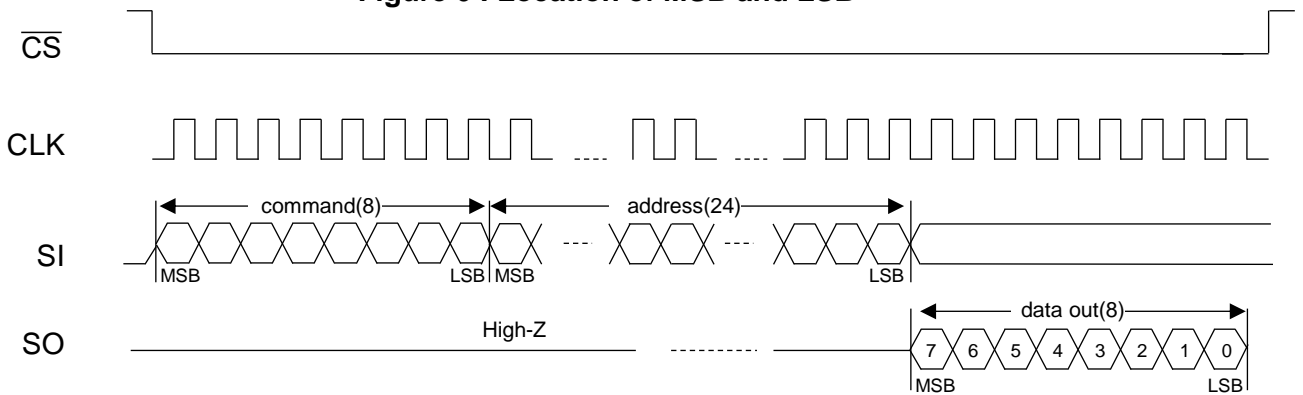 CS
CLK
command(8)
address(24)
SI
MSB
LSB
MSB
LSB
data out(8)
SO
High-Z
7 6 5 4 3 2 1 0
MSB
LSB